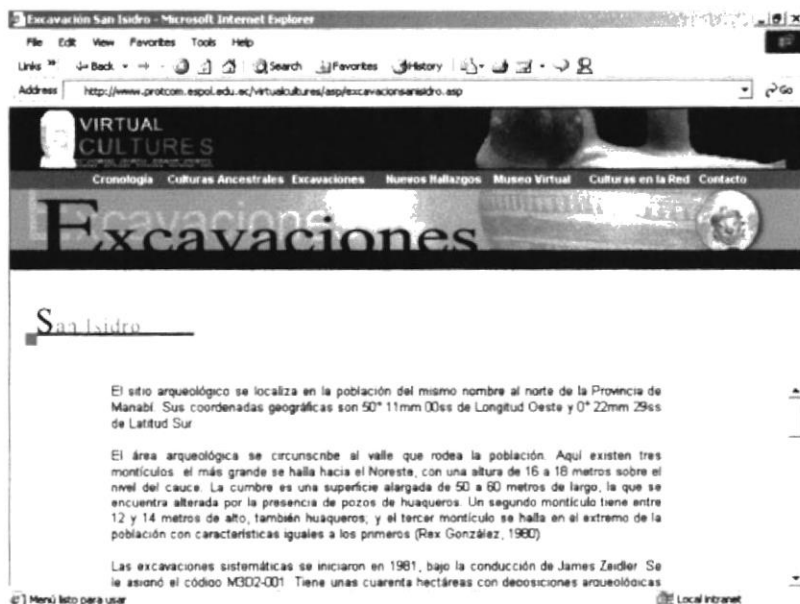 Excavación San Isidro - Microsoft Internet Explorer
File Edit View Favorites Tools Help
Links » Back Search Favorites History
Address http://www.protcom.espol.edu.ec/virtualcultures/asp/excavacionsanisidro.asp Go
VIRTUAL
CULTURES
Cronología Culturas Ancestrales Excavaciones Nuevos Hallazgos Museo Virtual Culturas en la Red Contacto
Excavaciones
Excavaciones
San Isidro
El sitio arqueológico se localiza en la población del mismo nombre al norte de la Provincia de
Manabí. Sus coordenadas geográficas son 50° 11mm 00ss de Longitud Oeste y 0° 22mm 29ss
de Latitud Sur
El área arqueológica se circunscribe al valle que rodea la población. Aquí existen tres
montículos: el más grande se halla hacia el Noreste, con una altura de 16 a 18 metros sobre el
nivel del cauce. La cumbre es una superficie alargada de 50 a 60 metros de largo, la que se
encuentra alterada por la presencia de pozos de huaqueros. Un segundo montículo tiene entre
12 y 14 metros de alto, también huaqueros; y el tercer montículo se halla en el extremo de la
población con características iguales a los primeros (Rex González, 1980)
Las excavaciones sistemáticas se iniciaron en 1981, bajo la conducción de James Zeidler. Se
le asignó el código M3D2-001. Tiene unas cuarenta hectáreas con deposiciones arqueológicas
Menú listo para usar Local intranet